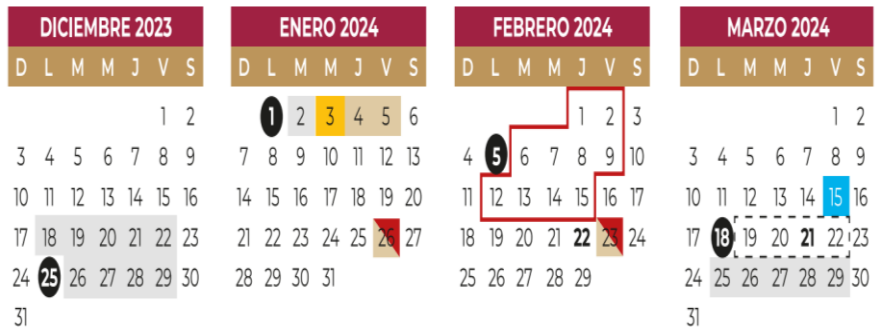 DICIEMBRE 2023
D L M M J V S
1 2
3 4 5 6 7 8 9
10 11 12 13 14 15 16
17 18 19 20 21 22 23
24 25 26 27 28 29 30
31
ENERO 2024
D L M M J V S
1 2 3 4 5 6
7 8 9 10 11 12 13
14 15 16 17 18 19 20
21 22 23 24 25 26 27
28 29 30 31
FEBRERO 2024
D L M M J V S
1 2 3
4 5 6 7 8 9 10
11 12 13 14 15 16 17
18 19 20 21 22 23 24
25 26 27 28 29
MARZO 2024
D L M M J V S
1 2
3 4 5 6 7 8 9
10 11 12 13 14 15 16
17 18 19 20 21 22 23
24 25 26 27 28 29 30
31